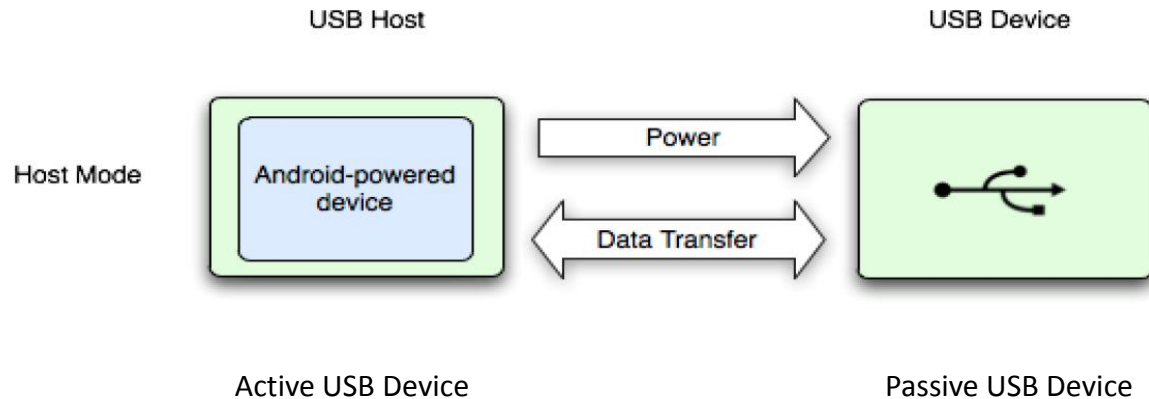 USB Host
USB Device
Power
Host Mode
Android-powered
device
Data Transfer
Active USB Device
Passive USB Device